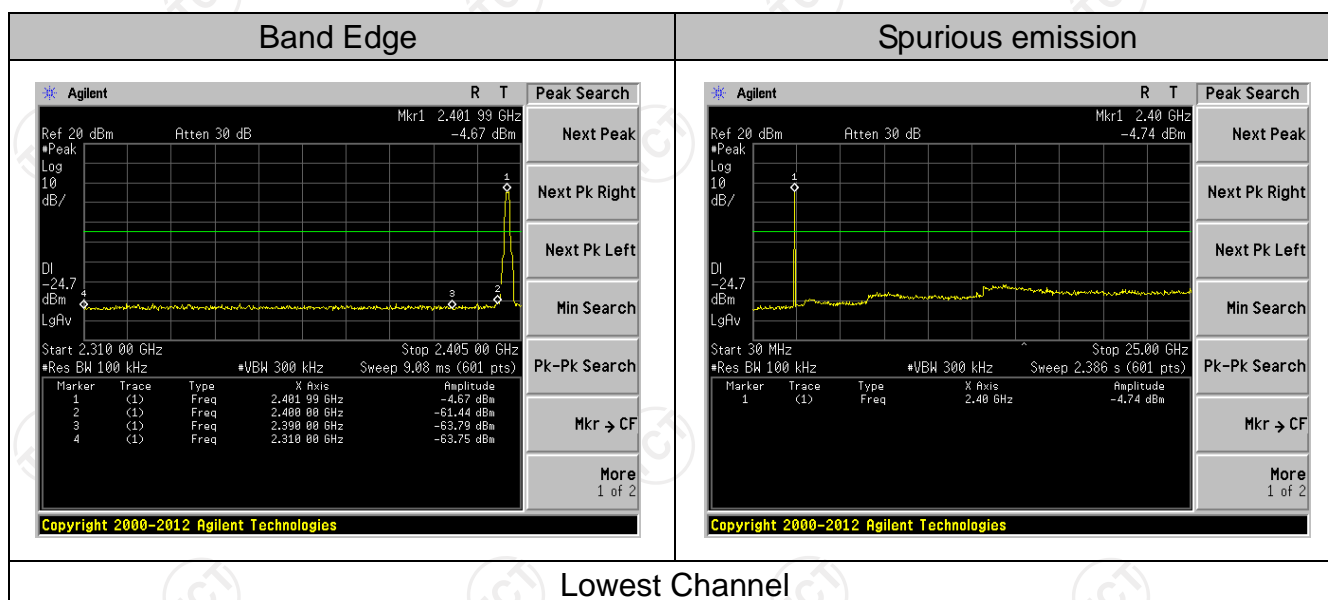 Band Edge
Spurious emission
Agilent R T
Mkr1 2.401 99 GHz
Ref 20 dBm Atten 30 dB -4.67 dBm
#Peak
Log
10
dB/
DI
-24.7
dBm
LgAv
1
2
3
4
Start 2.310 00 GHz Stop 2.405 00 GHz
#Res BW 100 kHz #VBW 300 kHz Sweep 9.08 ms (601 pts)
Marker Trace Type X Axis Amplitude
1 (1) Freq 2.401 99 GHz -4.67 dBm
2 (1) Freq 2.400 00 GHz -61.44 dBm
3 (1) Freq 2.390 00 GHz -63.79 dBm
4 (1) Freq 2.310 00 GHz -63.75 dBm
Copyright 2000-2012 Agilent Technologies
Peak Search
Next Peak
Next Pk Right
Next Pk Left
Min Search
Pk-Pk Search
Mkr → CF
More
1 of 2
Agilent R T
Mkr1 2.40 GHz
Ref 20 dBm Atten 30 dB -4.74 dBm
#Peak
Log
10
dB/
DI
-24.7
dBm
LgAv
1
Start 30 MHz Stop 25.00 GHz
#Res BW 100 kHz #VBW 300 kHz Sweep 2.386 s (601 pts)
Marker Trace Type X Axis Amplitude
1 (1) Freq 2.40 GHz -4.74 dBm
Copyright 2000-2012 Agilent Technologies
Peak Search
Next Peak
Next Pk Right
Next Pk Left
Min Search
Pk-Pk Search
Mkr → CF
More
1 of 2
Lowest Channel